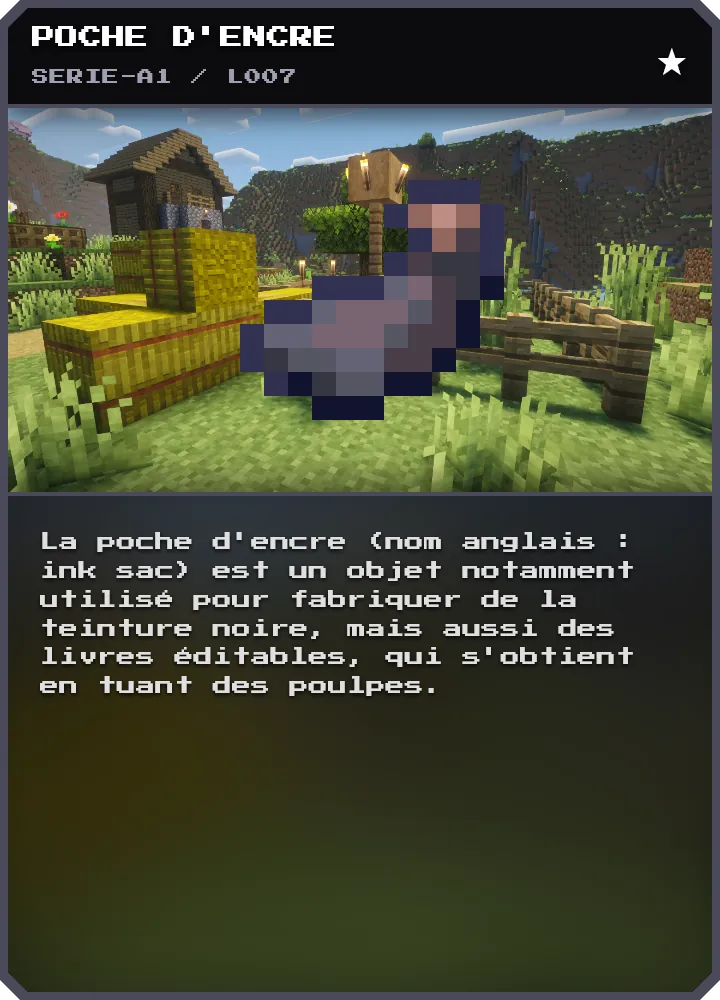 POCHE D'ENCRE
SERIE-A1 / L007
La poche d'encre (nom anglais :
ink sac) est un objet notamment
utilisé pour fabriquer de la
teinture noire, mais aussi des
livres éditables, qui s'obtient
en tuant des poulpes.